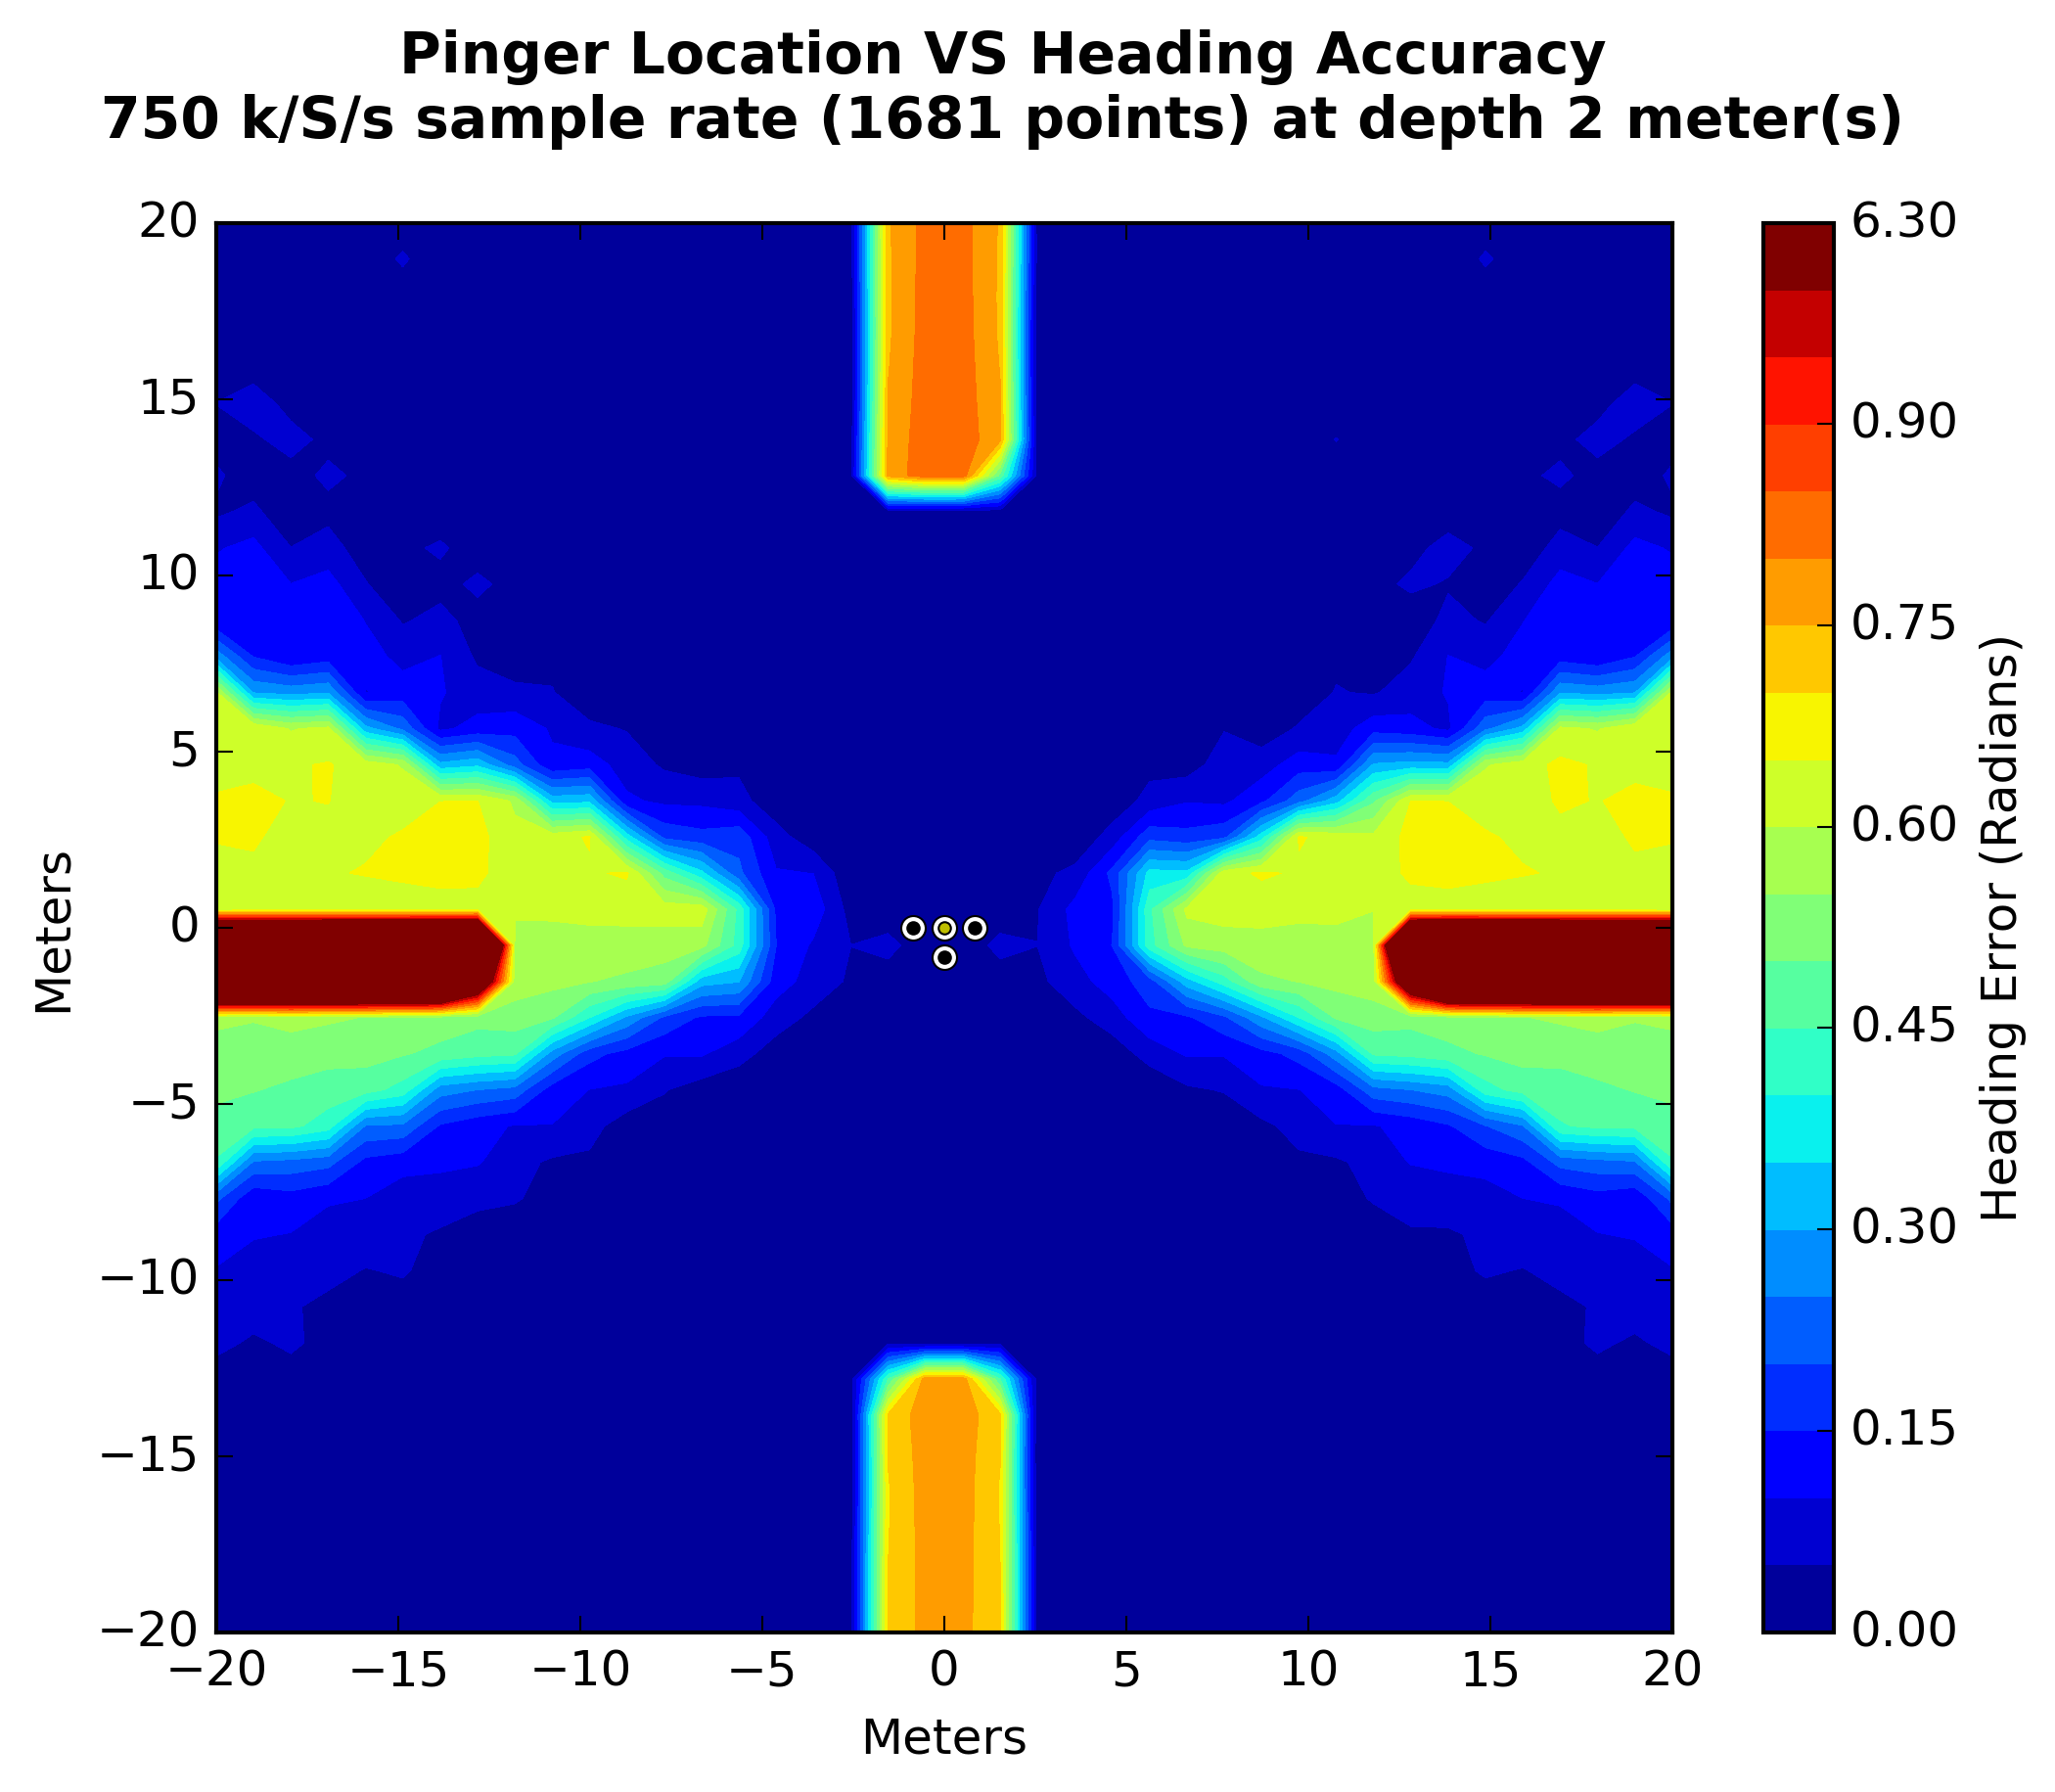 Pinger Location VS Heading Accuracy
750 k/S/s sample rate (1681 points) at depth 2 meter(s)
20
15
10
5
0
−5
−10
−15
−20
Meters
−20 −15 −10 −5 0 5 10 15 20
Meters
6.30
0.90
0.75
0.60
0.45
0.30
0.15
0.00
Heading Error (Radians)